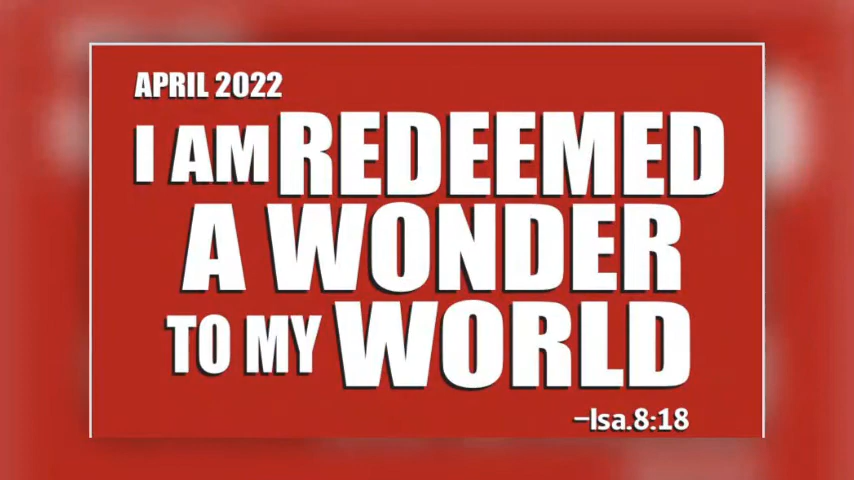 APRIL 2022
I AM REDEEMED
A WONDER
TO MY WORLD
–Isa.8:18